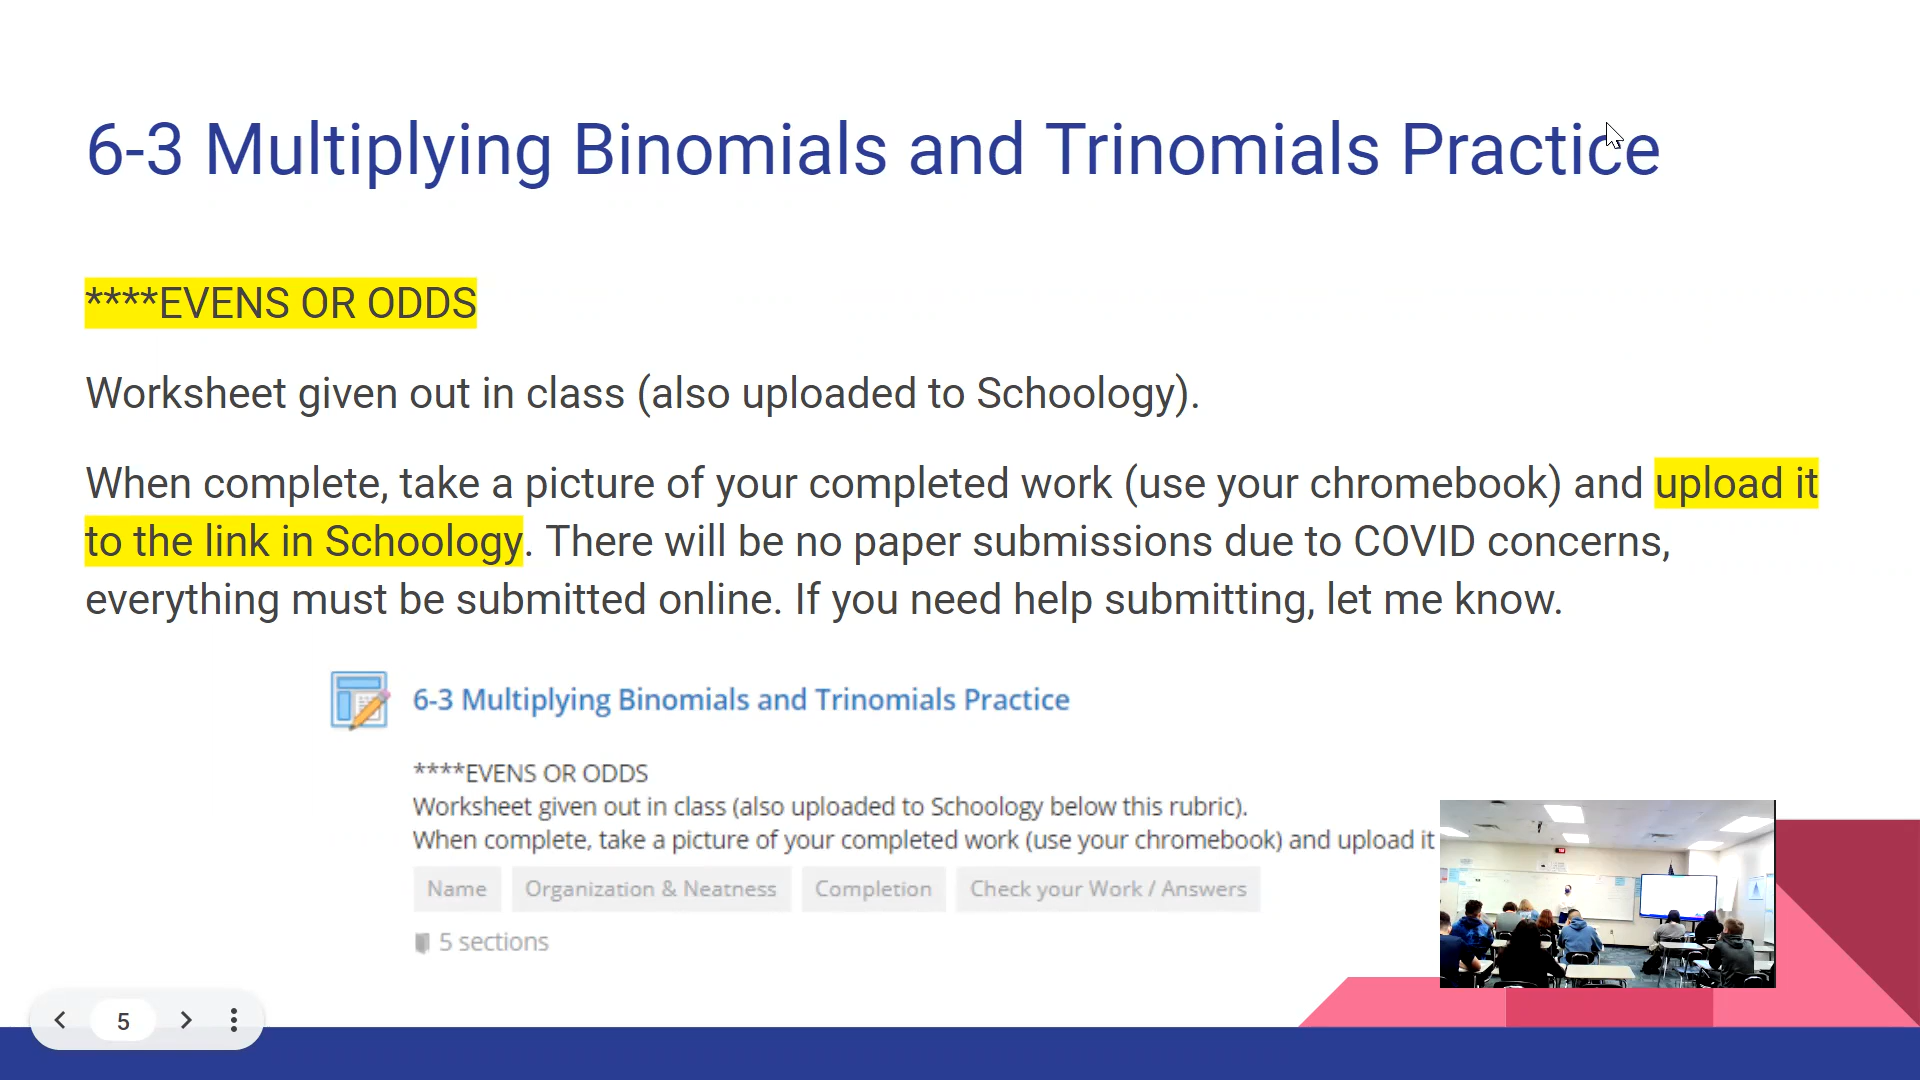 6-3 Multiplying Binomials and Trinomials Practice
****EVENS OR ODDS
Worksheet given out in class (also uploaded to Schoology).
When complete, take a picture of your completed work (use your chromebook) and upload it
to the link in Schoology. There will be no paper submissions due to COVID concerns,
everything must be submitted online. If you need help submitting, let me know.
6-3 Multiplying Binomials and Trinomials Practice
****EVENS OR ODDS
Worksheet given out in class (also uploaded to Schoology below this rubric).
When complete, take a picture of your completed work (use your chromebook) and upload it
Name Organization & Neatness Completion Check your Work / Answers
5 sections
5